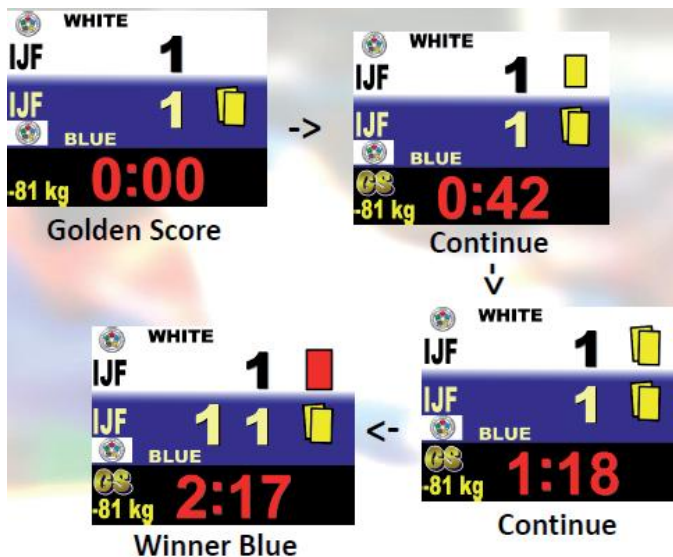 WHITE
IJF 1
IJF 1
BLUE
-81 kg 0:00
Golden Score
->
WHITE
IJF 1
IJF 1
BLUE
GS
-81 kg 0:42
Continue
->
WHITE
IJF 1
IJF 1
BLUE
GS
-81 kg 1:18
Continue
<-
WHITE
IJF 1
IJF 1 1
BLUE
GS
-81 kg 2:17
Winner Blue